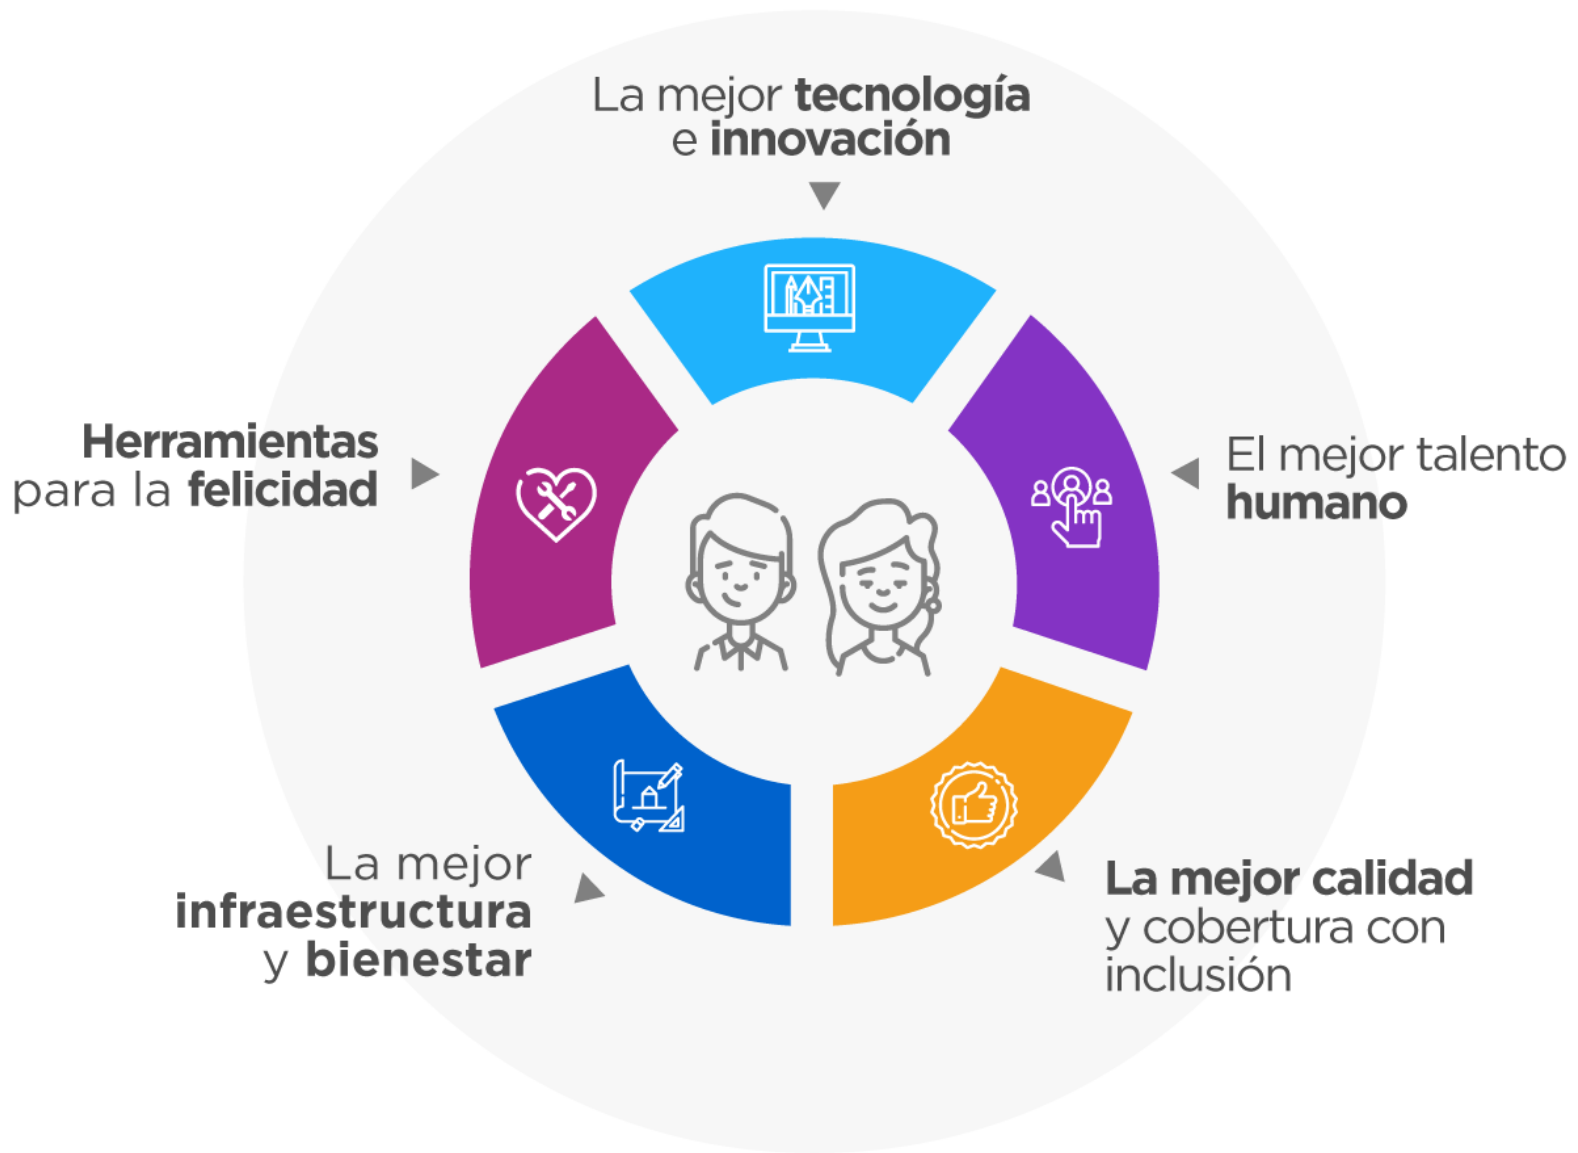 La mejor tecnología
e innovación
Herramientas
para la felicidad
El mejor talento
humano
La mejor
infraestructura
y bienestar
La mejor calidad
y cobertura con
inclusión